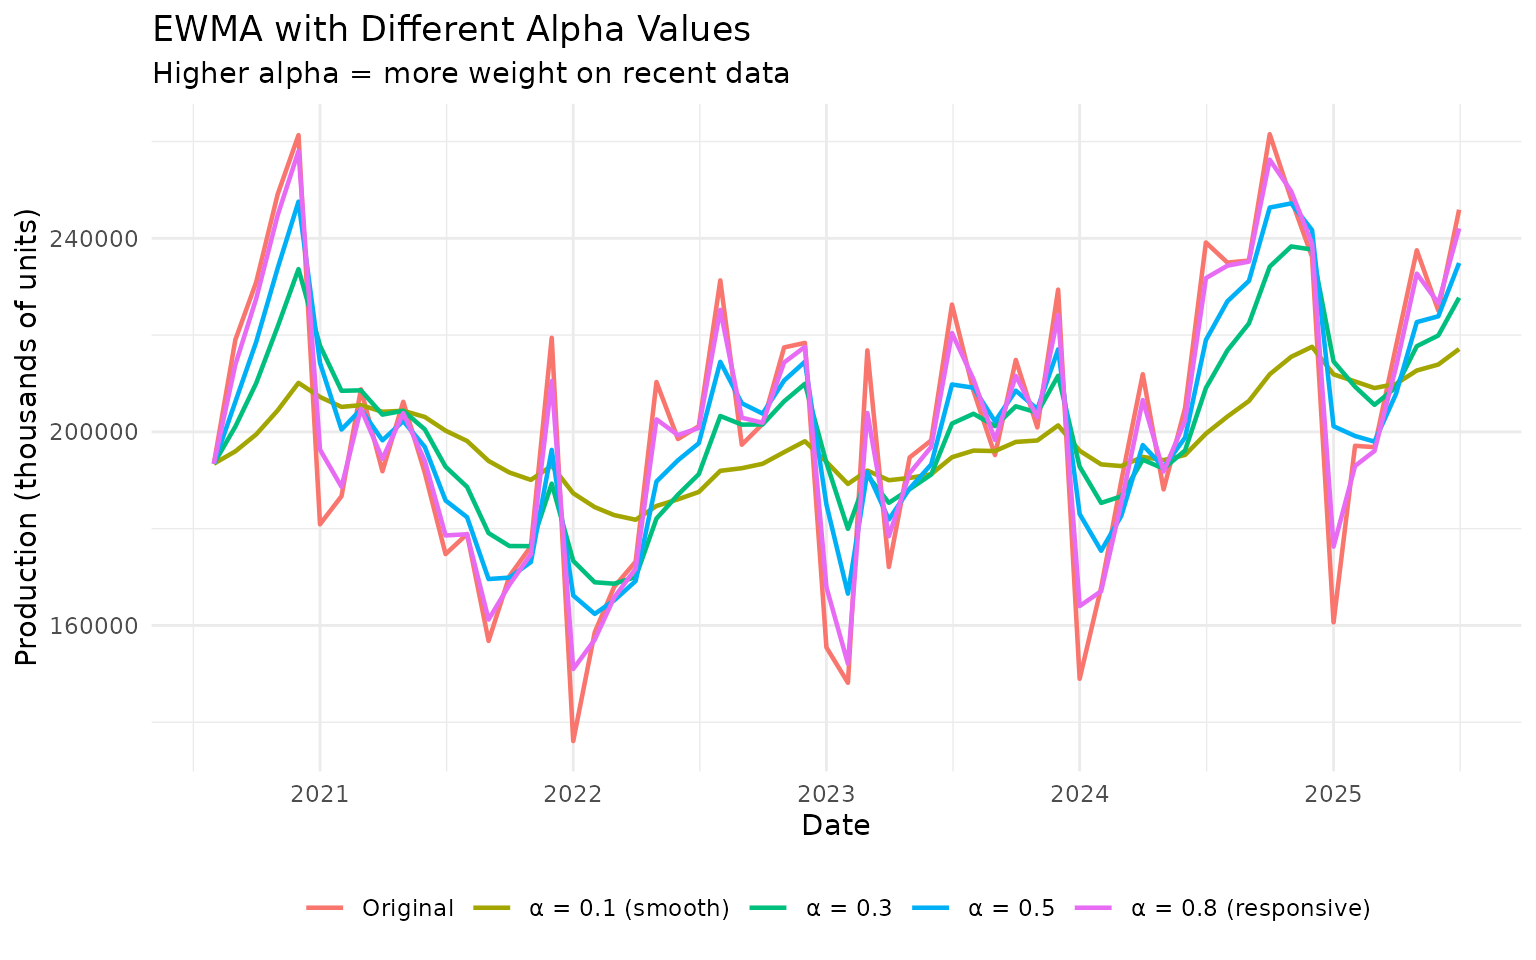 EWMA with Different Alpha Values
Higher alpha = more weight on recent data
Production (thousands of units)
240000
200000
160000
2021 2022 2023 2024 2025
Date
Original α = 0.1 (smooth) α = 0.3 α = 0.5 α = 0.8 (responsive)